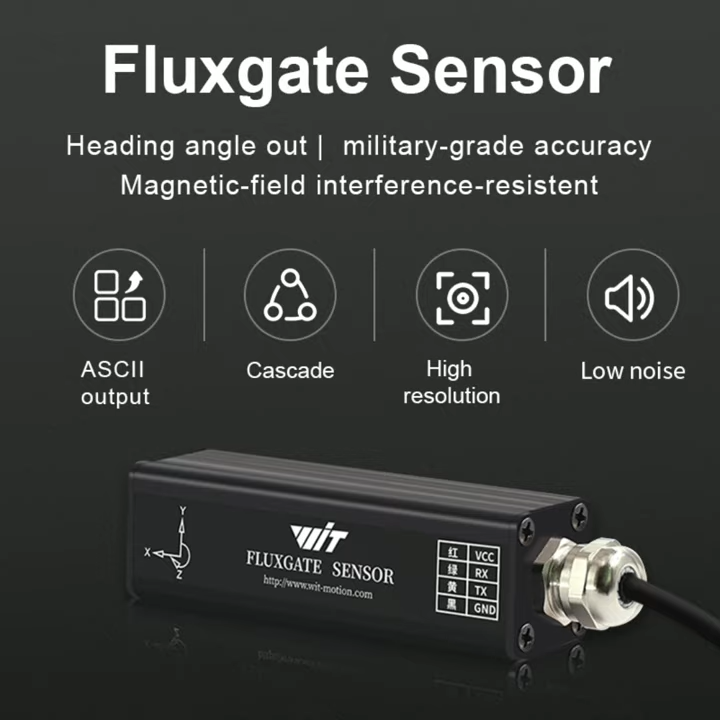 Fluxgate Sensor
Heading angle out | military-grade accuracy
Magnetic-field interference-resistent
ASCII
output
Cascade
High
resolution
Low noise
Y
X
Z
WIT
FLUXGATE SENSOR
http://www.wit-motion.com
红 VCC
绿 RX
黄 TX
黑 GND